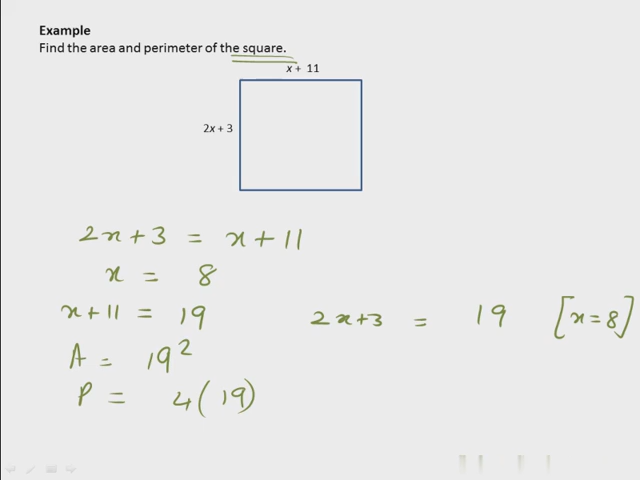 Example
Find the area and perimeter of the square.
x + 11
2x + 3
2x + 3 = x + 11
x = 8
x + 11 = 19
2x+3 = 19 [x = 8]
A = 19²
P = 4(19)